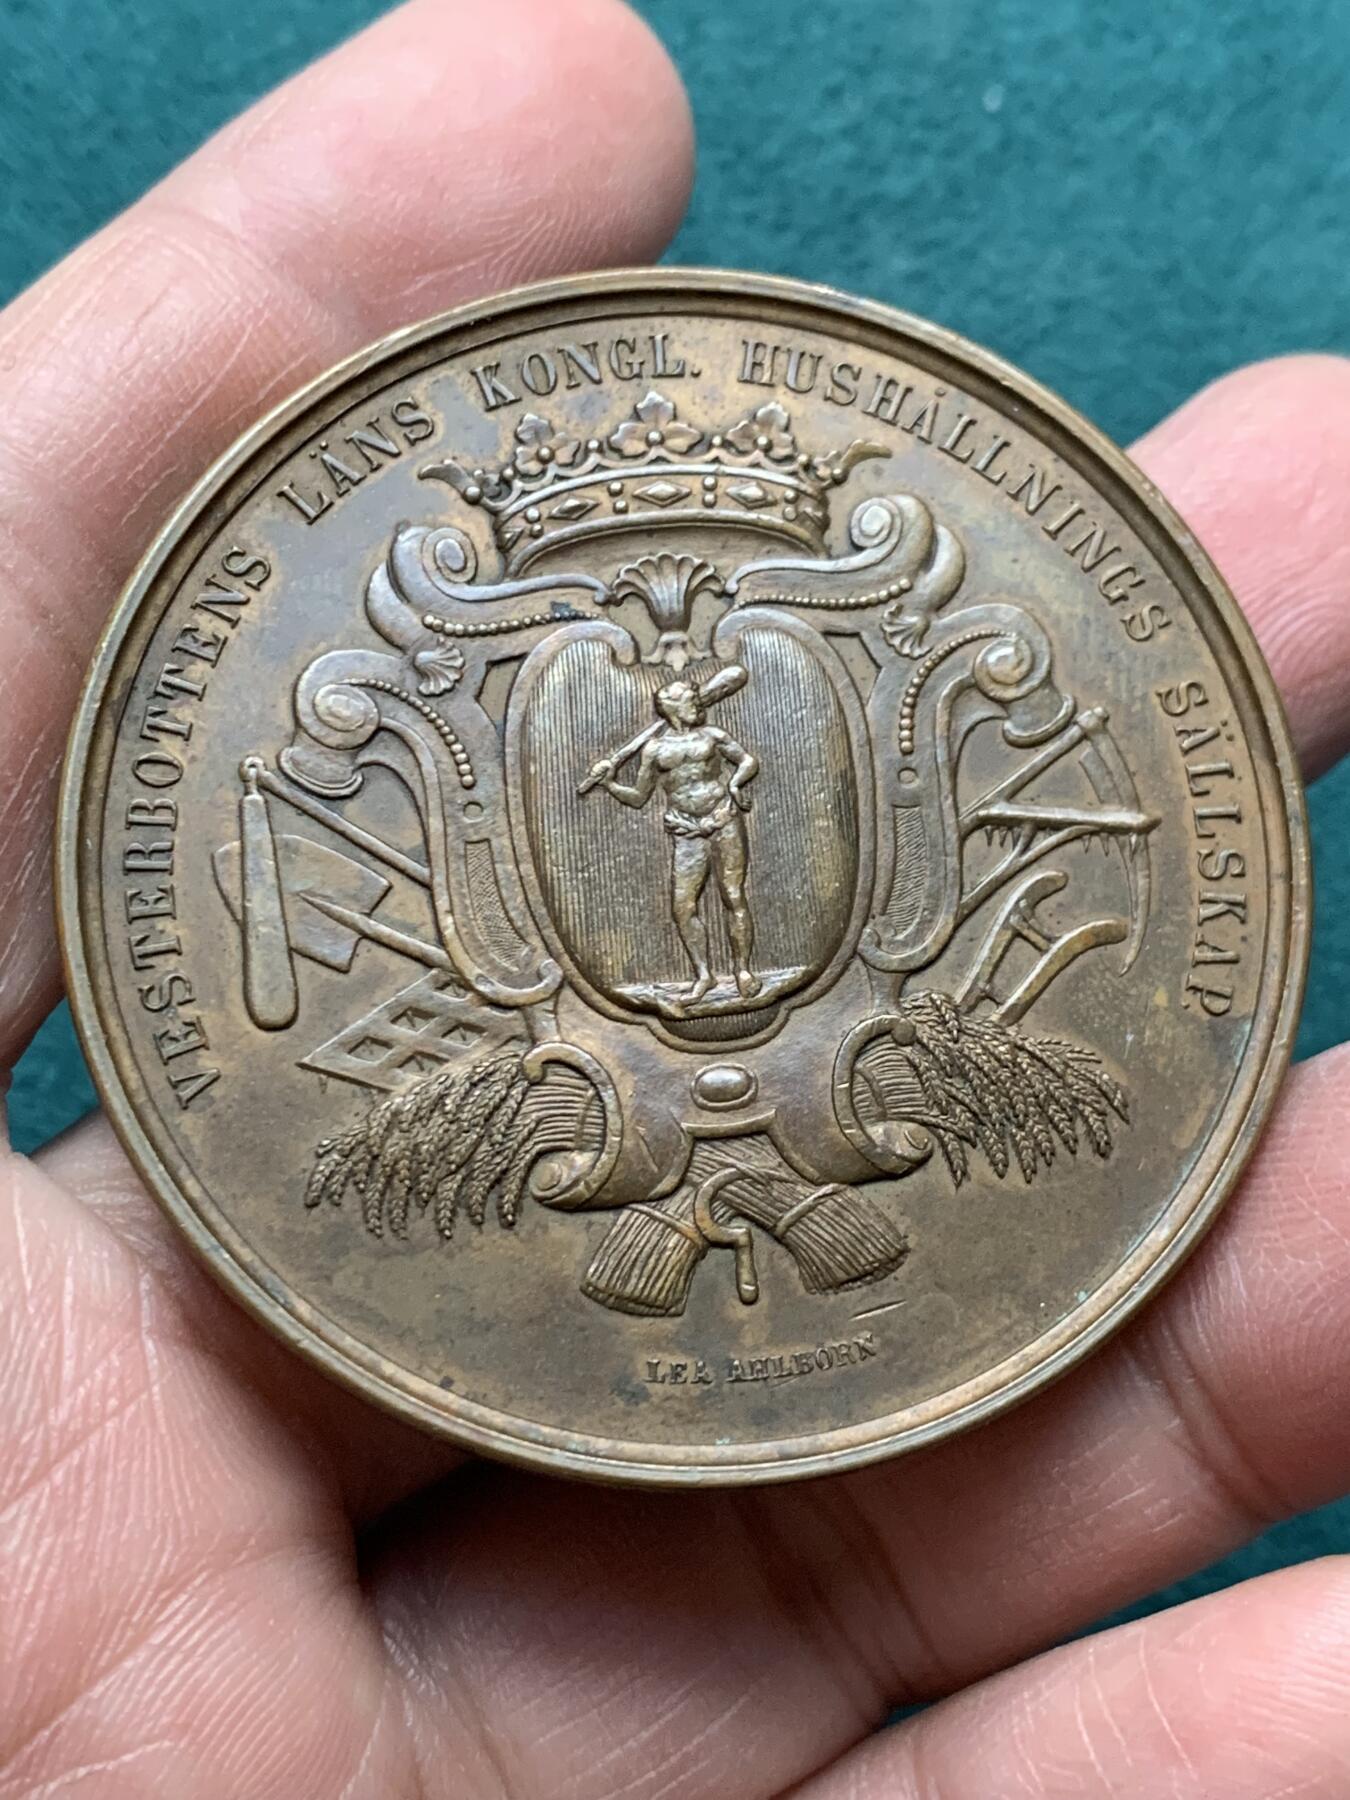 VESTERBOTTENS LÄNS KONGL. HUSHÅLLNINGS SÄLLSKAP
LEA AHLBORN